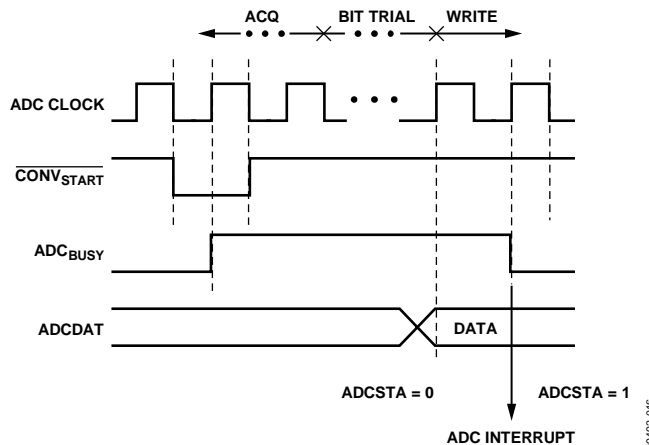 ACQ BIT TRIAL WRITE
ADC CLOCK
CONVSTART
ADCBUSY
ADCDAT
DATA
ADCSTA = 0 ADCSTA = 1
ADC INTERRUPT